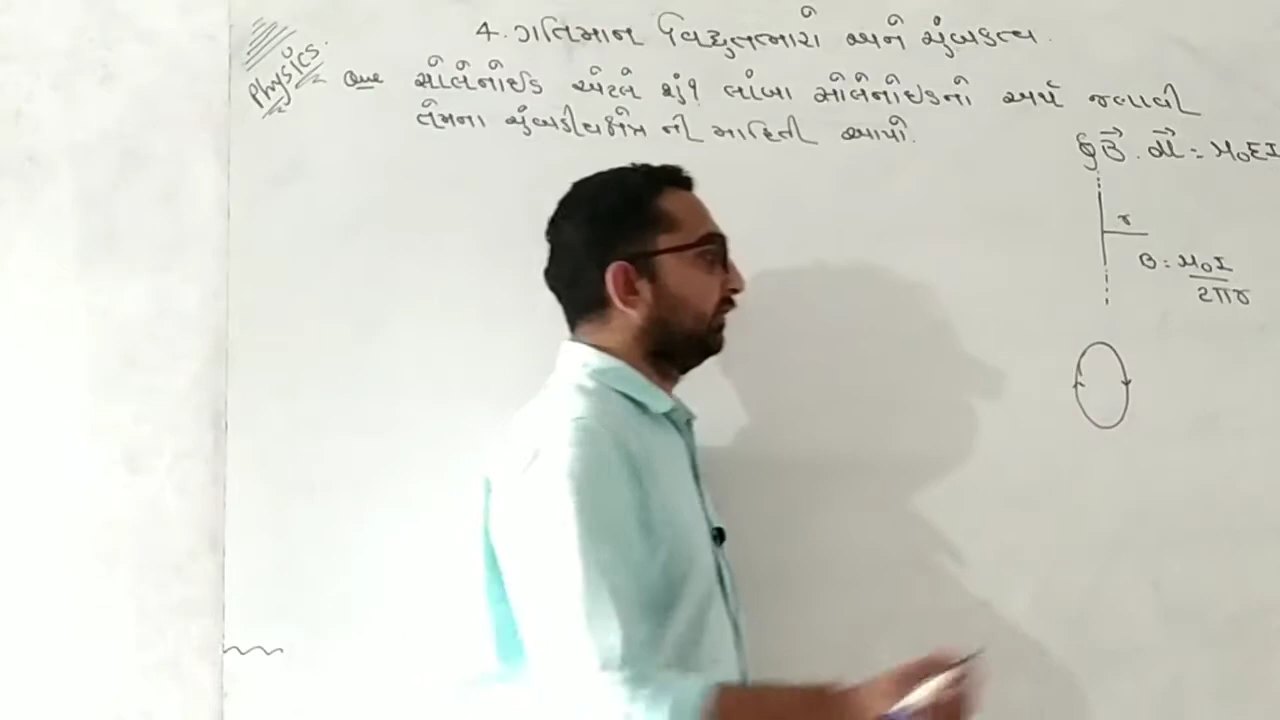 4. ગતિમાન વિદ્યુતભારો અને ચુંબકત્વ.
Physics.
Que સોલેનોઇડ એટલે શું? લાંબા સોલેનોઇડનો અર્થ જણાવી
તેમના ચુંબકીયક્ષેત્ર ની માહિતી આપો.
∮B⃗ . dl⃗ = μ₀ΣI
r
B = μ₀I / 2πr